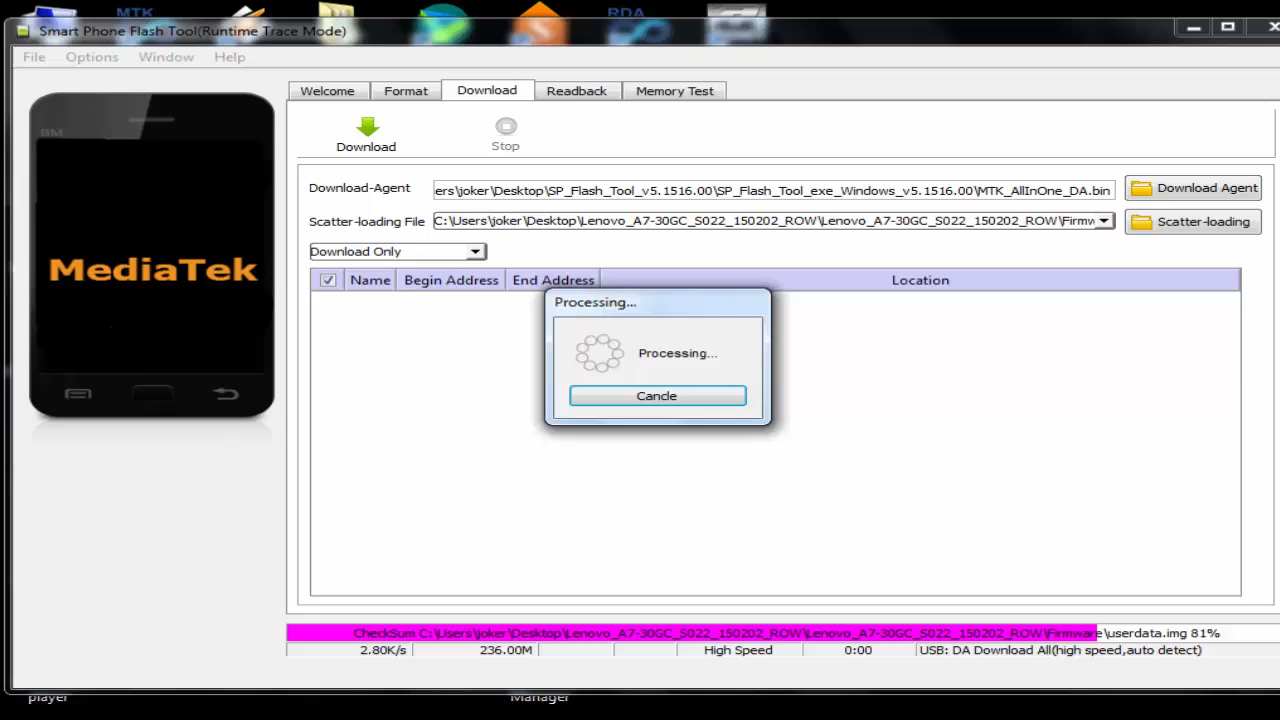 MTK
RDA
Smart Phone Flash Tool(Runtime Trace Mode)
File Options Window Help
Welcome Format Download Readback Memory Test
BM
Download Stop
Download-Agent ers\joker\Desktop\SP_Flash_Tool_v5.1516.00\SP_Flash_Tool_exe_Windows_v5.1516.00\MTK_AllInOne_DA.bin Download Agent
Scatter-loading File C:\Users\joker\Desktop\Lenovo_A7-30GC_S022_150202_ROW\Lenovo_A7-30GC_S022_150202_ROW\Firmw Scatter-loading
Download Only
MediaTek
Name Begin Address End Address Location
Processing...
Processing...
Cancle
CheckSum C:\Users\joker\Desktop\Lenovo_A7-30GC_S022_150202_ROW\Lenovo_A7-30GC_S022_150202_ROW\Firmware\userdata.img 81%
2.80K/s 236.00M High Speed 0:00 USB: DA Download All(high speed,auto detect)
player Manager